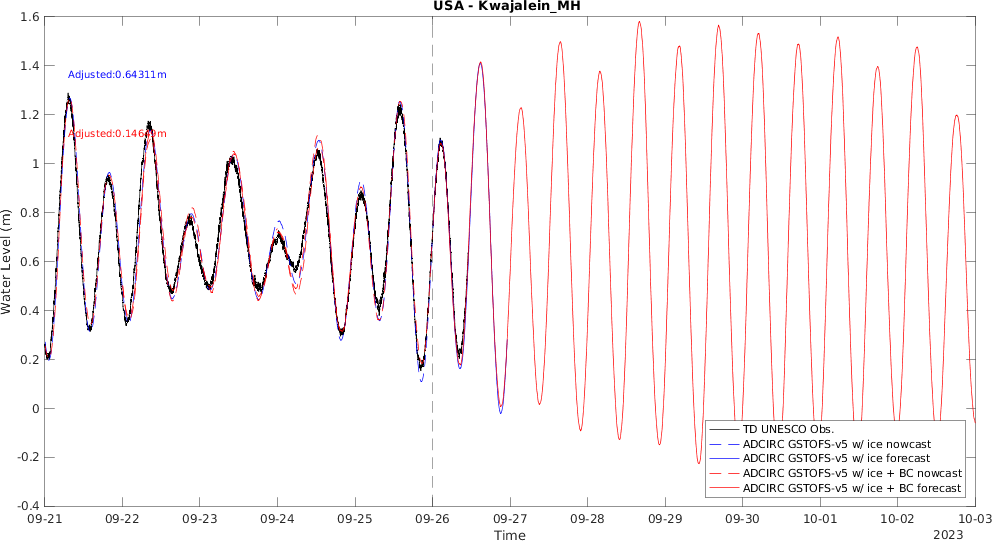 USA - Kwajalein_MH
1.6
1.4
1.2
1
0.8
0.6
0.4
0.2
0
-0.2
-0.4
Water Level (m)
Adjusted:0.64311m
TD UNESCO Obs.
ADCIRC GSTOFS-v5 w/ ice nowcast
ADCIRC GSTOFS-v5 w/ ice forecast
ADCIRC GSTOFS-v5 w/ ice + BC nowcast
ADCIRC GSTOFS-v5 w/ ice + BC forecast
09-21 09-22 09-23 09-24 09-25 09-26 09-27 09-28 09-29 09-30 10-01 10-02 10-03
Time
2023